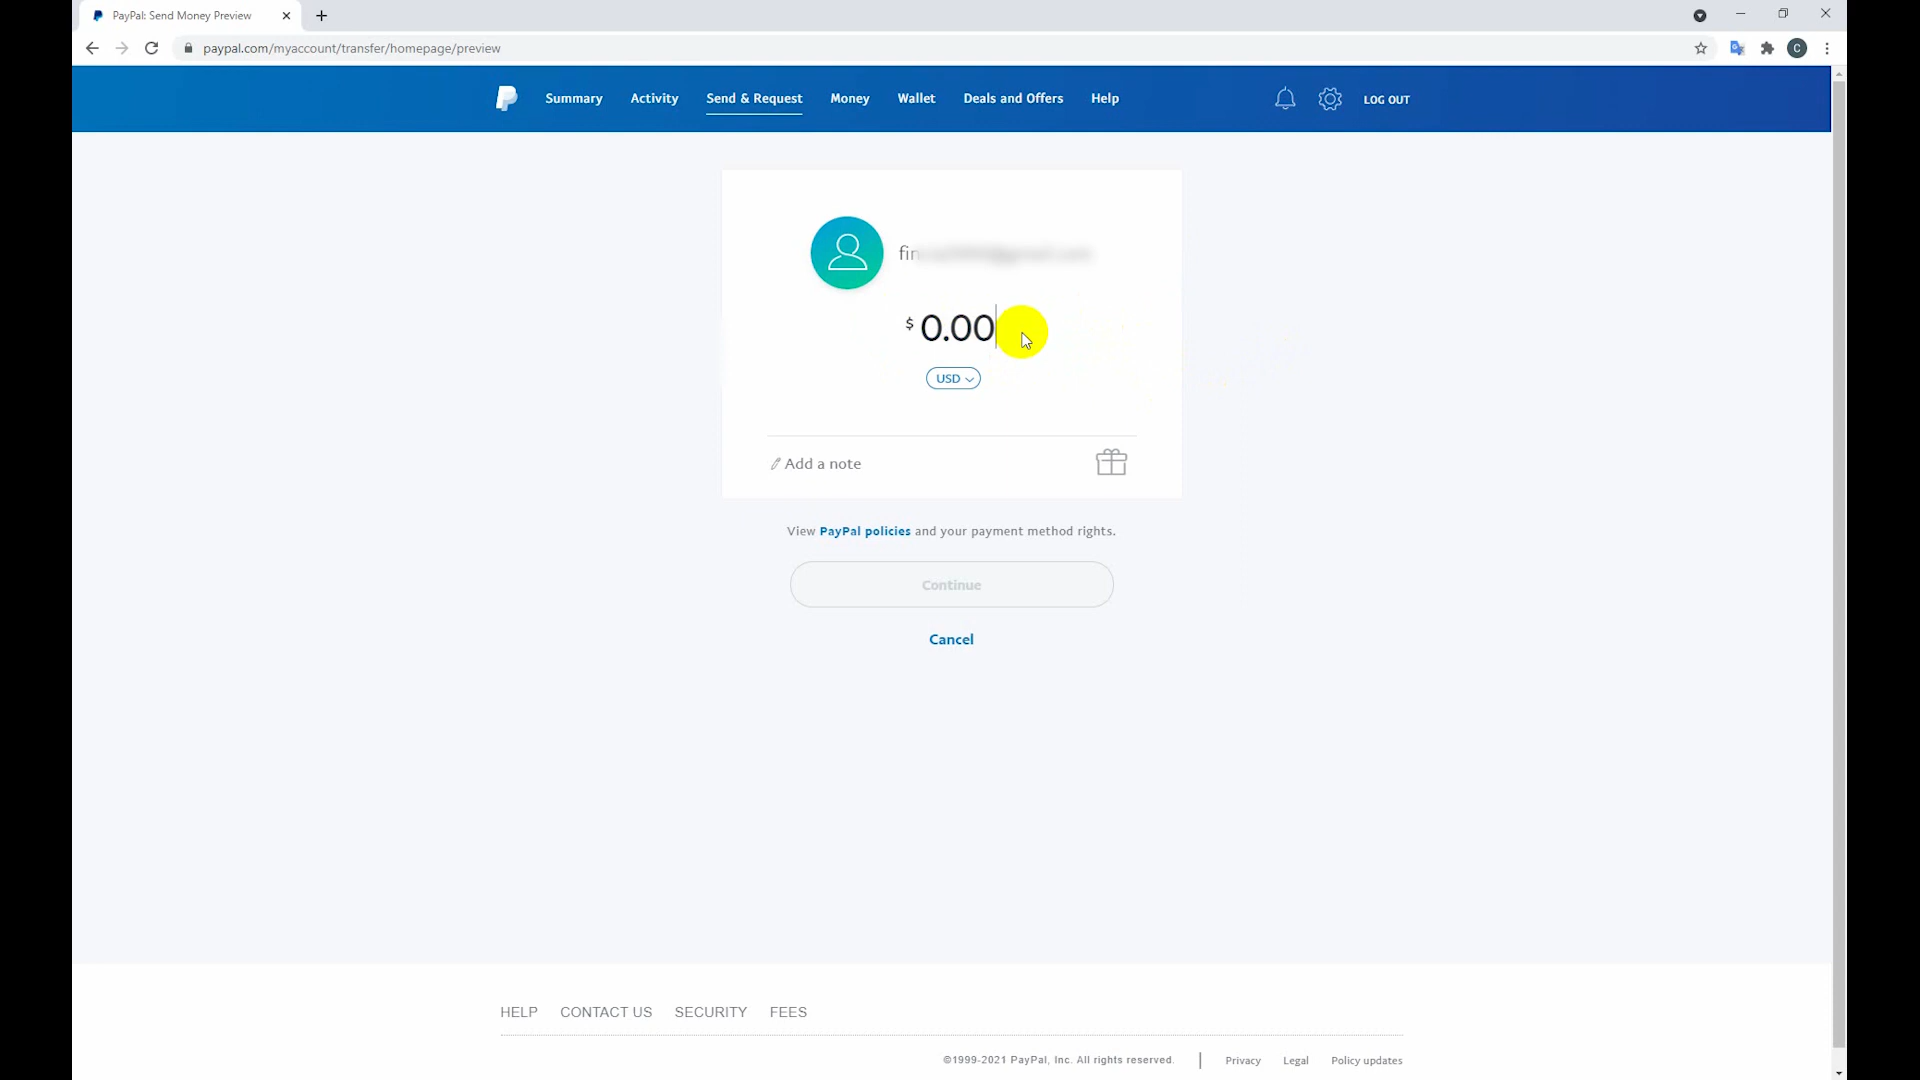 PayPal: Send Money Preview
paypal.com/myaccount/transfer/homepage/preview
C
Summary Activity Send & Request Money Wallet Deals and Offers Help LOG OUT
$ 0.00
USD
Add a note
View PayPal policies and your payment method rights.
Continue
Cancel
HELP CONTACT US SECURITY FEES
©1999-2021 PayPal, Inc. All rights reserved. | Privacy Legal Policy updates